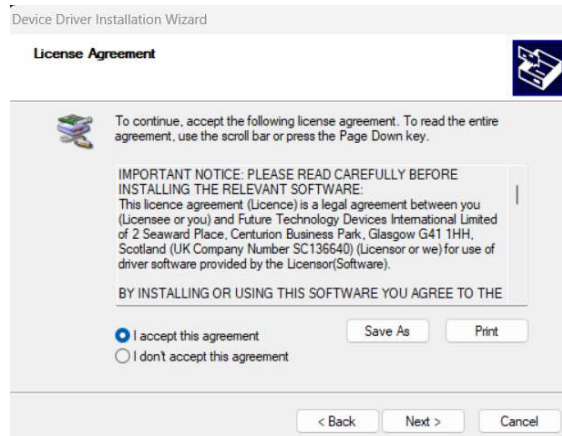 Device Driver Installation Wizard
License Agreement
To continue, accept the following license agreement. To read the entire
agreement, use the scroll bar or press the Page Down key.
IMPORTANT NOTICE: PLEASE READ CAREFULLY BEFORE
INSTALLING THE RELEVANT SOFTWARE:
This licence agreement (Licence) is a legal agreement between you
(Licensee or you) and Future Technology Devices International Limited
of 2 Seaward Place, Centurion Business Park, Glasgow G41 1HH,
Scotland (UK Company Number SC136640) (Licensor or we) for use of
driver software provided by the Licensor(Software).
BY INSTALLING OR USING THIS SOFTWARE YOU AGREE TO THE
I accept this agreement
Save As
Print
I don't accept this agreement
< Back
Next >
Cancel